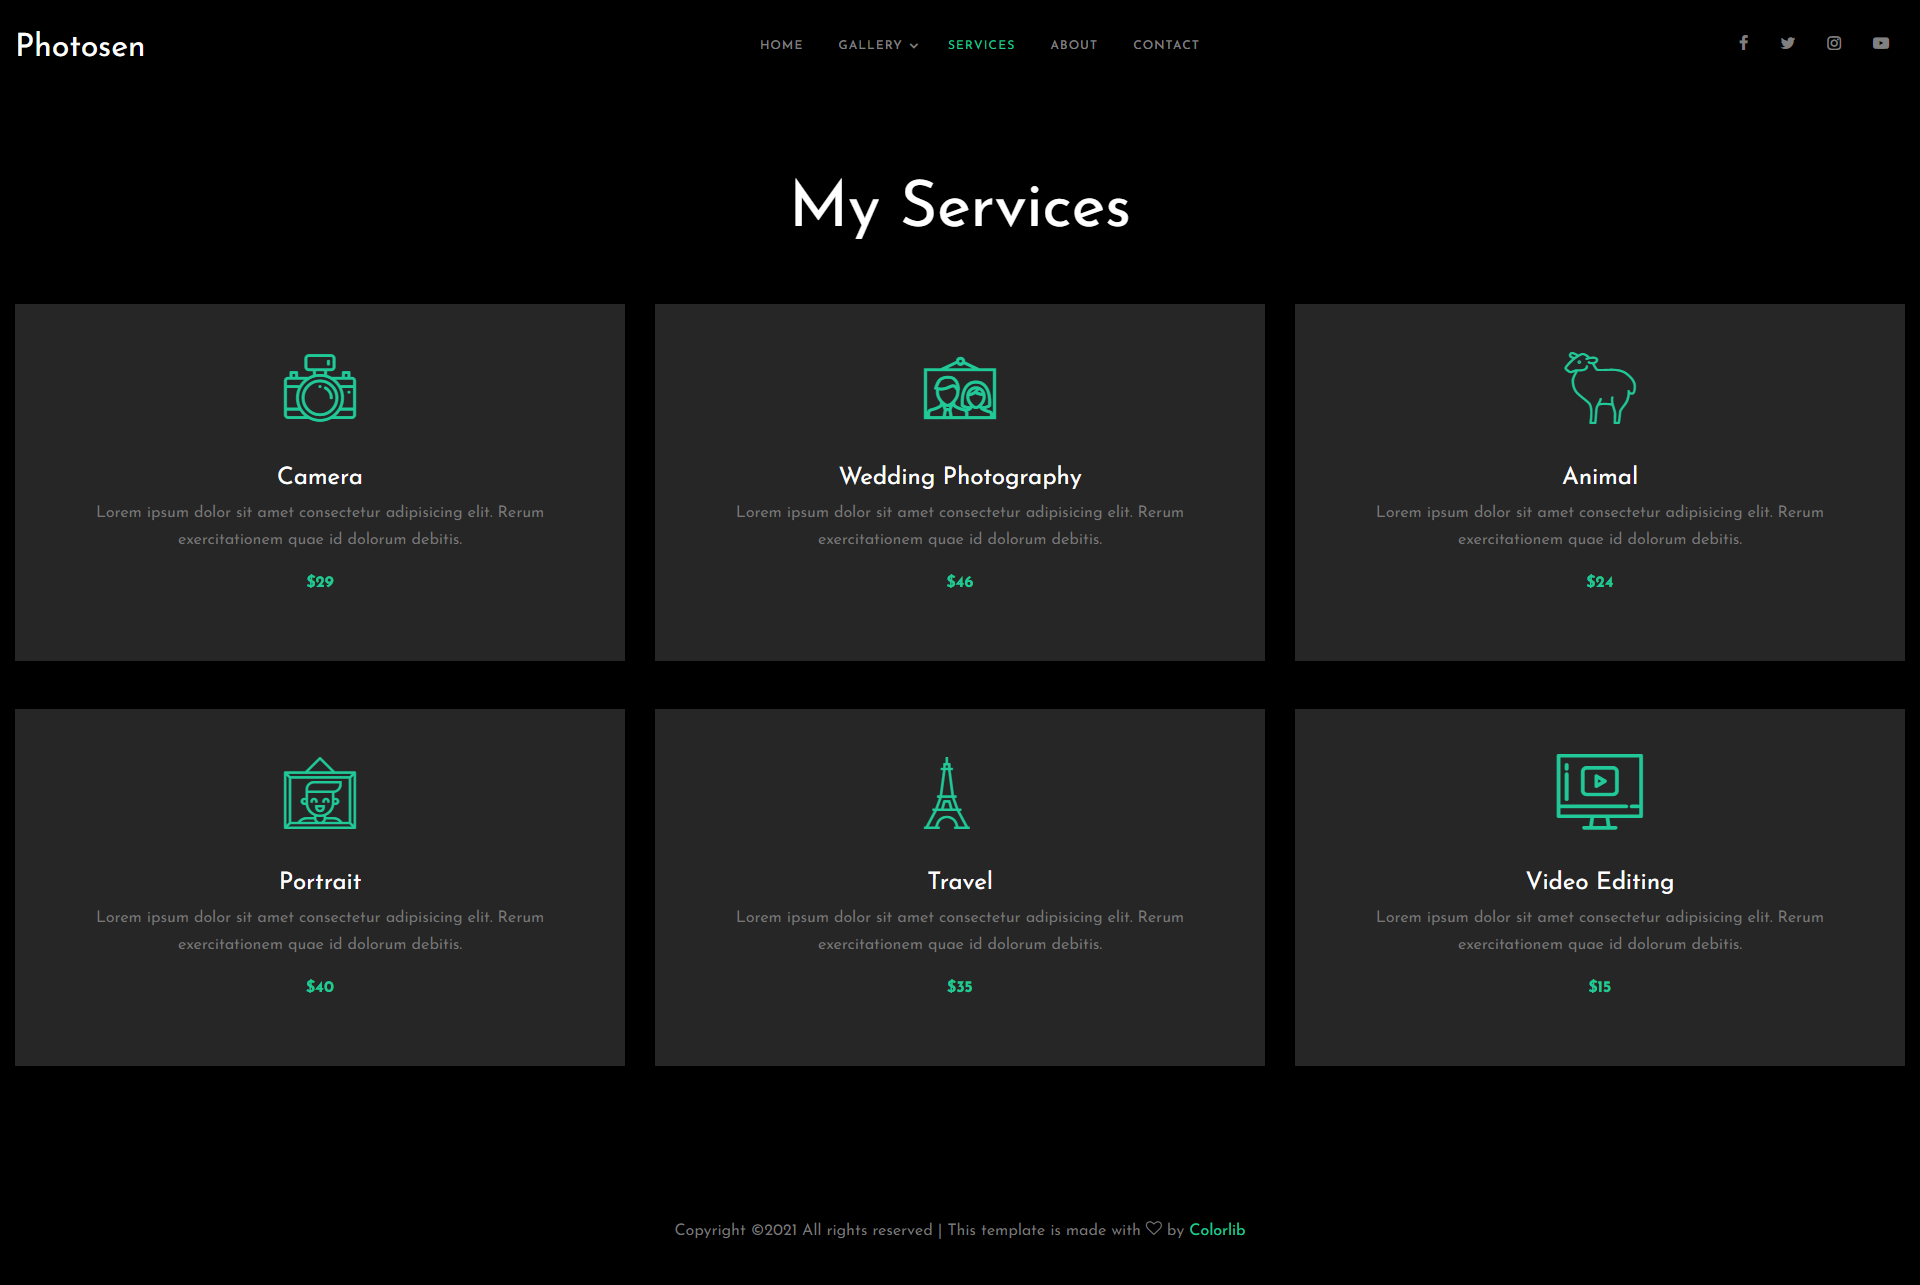 Photosen
HOME GALLERY SERVICES ABOUT CONTACT
My Services
Camera
Lorem ipsum dolor sit amet consectetur adipisicing elit. Rerum
exercitationem quae id dolorum debitis.
$29
Wedding Photography
Lorem ipsum dolor sit amet consectetur adipisicing elit. Rerum
exercitationem quae id dolorum debitis.
$46
Animal
Lorem ipsum dolor sit amet consectetur adipisicing elit. Rerum
exercitationem quae id dolorum debitis.
$24
Portrait
Lorem ipsum dolor sit amet consectetur adipisicing elit. Rerum
exercitationem quae id dolorum debitis.
$40
Travel
Lorem ipsum dolor sit amet consectetur adipisicing elit. Rerum
exercitationem quae id dolorum debitis.
$35
Video Editing
Lorem ipsum dolor sit amet consectetur adipisicing elit. Rerum
exercitationem quae id dolorum debitis.
$15
Copyright ©2021 All rights reserved | This template is made with ♡ by Colorlib